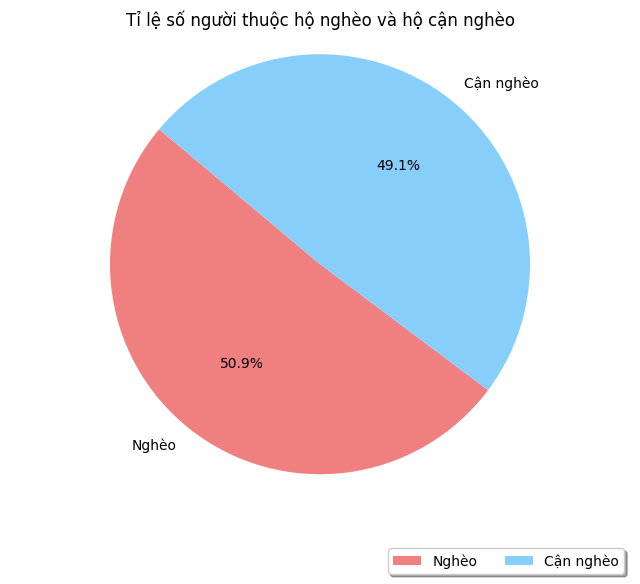 Tỉ lệ số người thuộc hộ nghèo và hộ cận nghèo
Cận nghèo
49.1%
50.9%
Nghèo
Nghèo
Cận nghèo